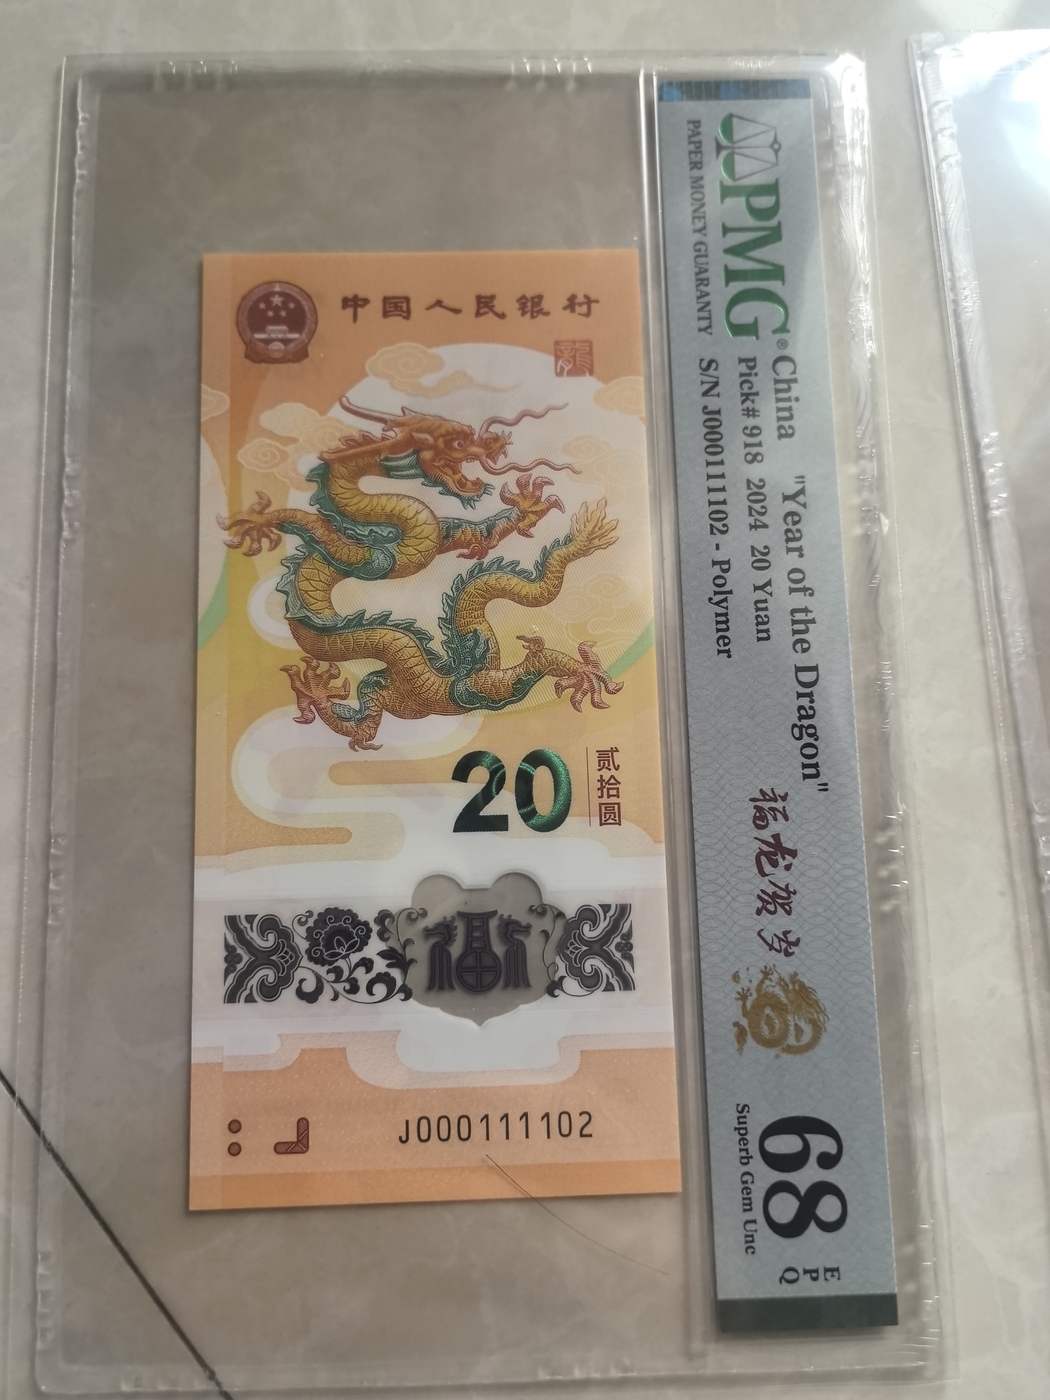 中国人民银行
龍
20
贰拾圆
J000111102
PMG®
PAPER MONEY GUARANTY
China "Year of the Dragon"
Pick# 918 2024 20 Yuan
S/N J000111102 - Polymer
福龙贺岁
68
EPQ
Superb Gem Unc